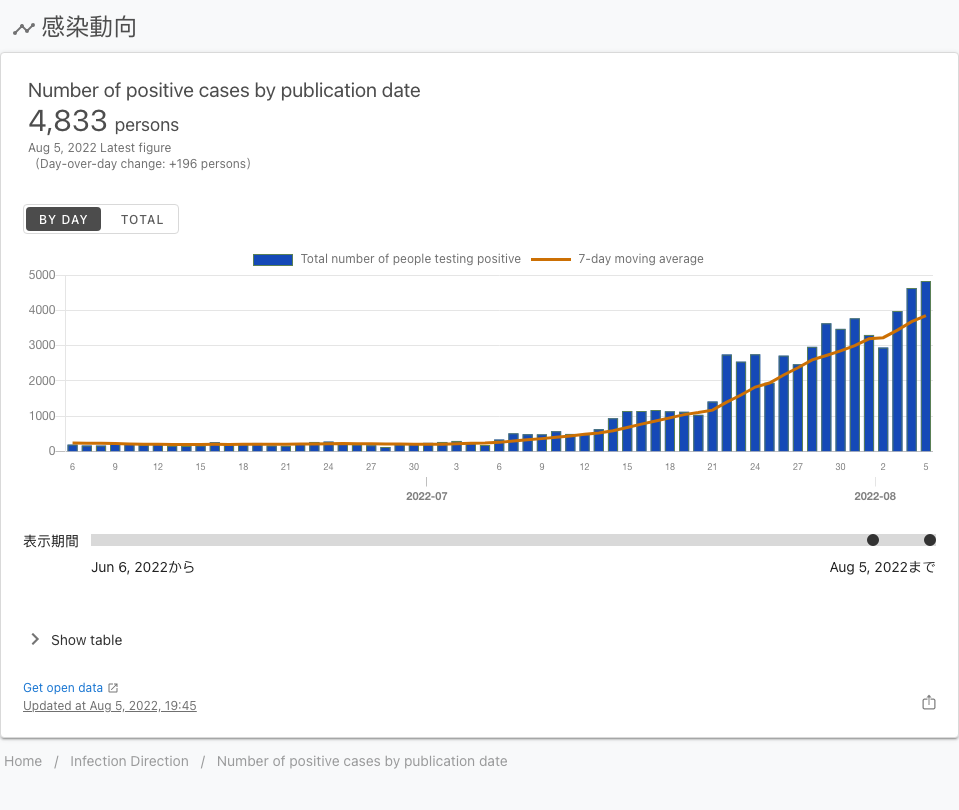 感染動向
Number of positive cases by publication date
4,833 persons
Aug 5, 2022 Latest figure
（Day-over-day change: +196 persons）
BY DAY TOTAL
Total number of people testing positive 7-day moving average
5000
4000
3000
2000
1000
0
6 9 12 15 18 21 24 27 30 3 6 9 12 15 18 21 24 27 30 2 5
2022-07 2022-08
表示期間
Jun 6, 2022から Aug 5, 2022まで
Show table
Get open data
Updated at Aug 5, 2022, 19:45
Home / Infection Direction / Number of positive cases by publication date